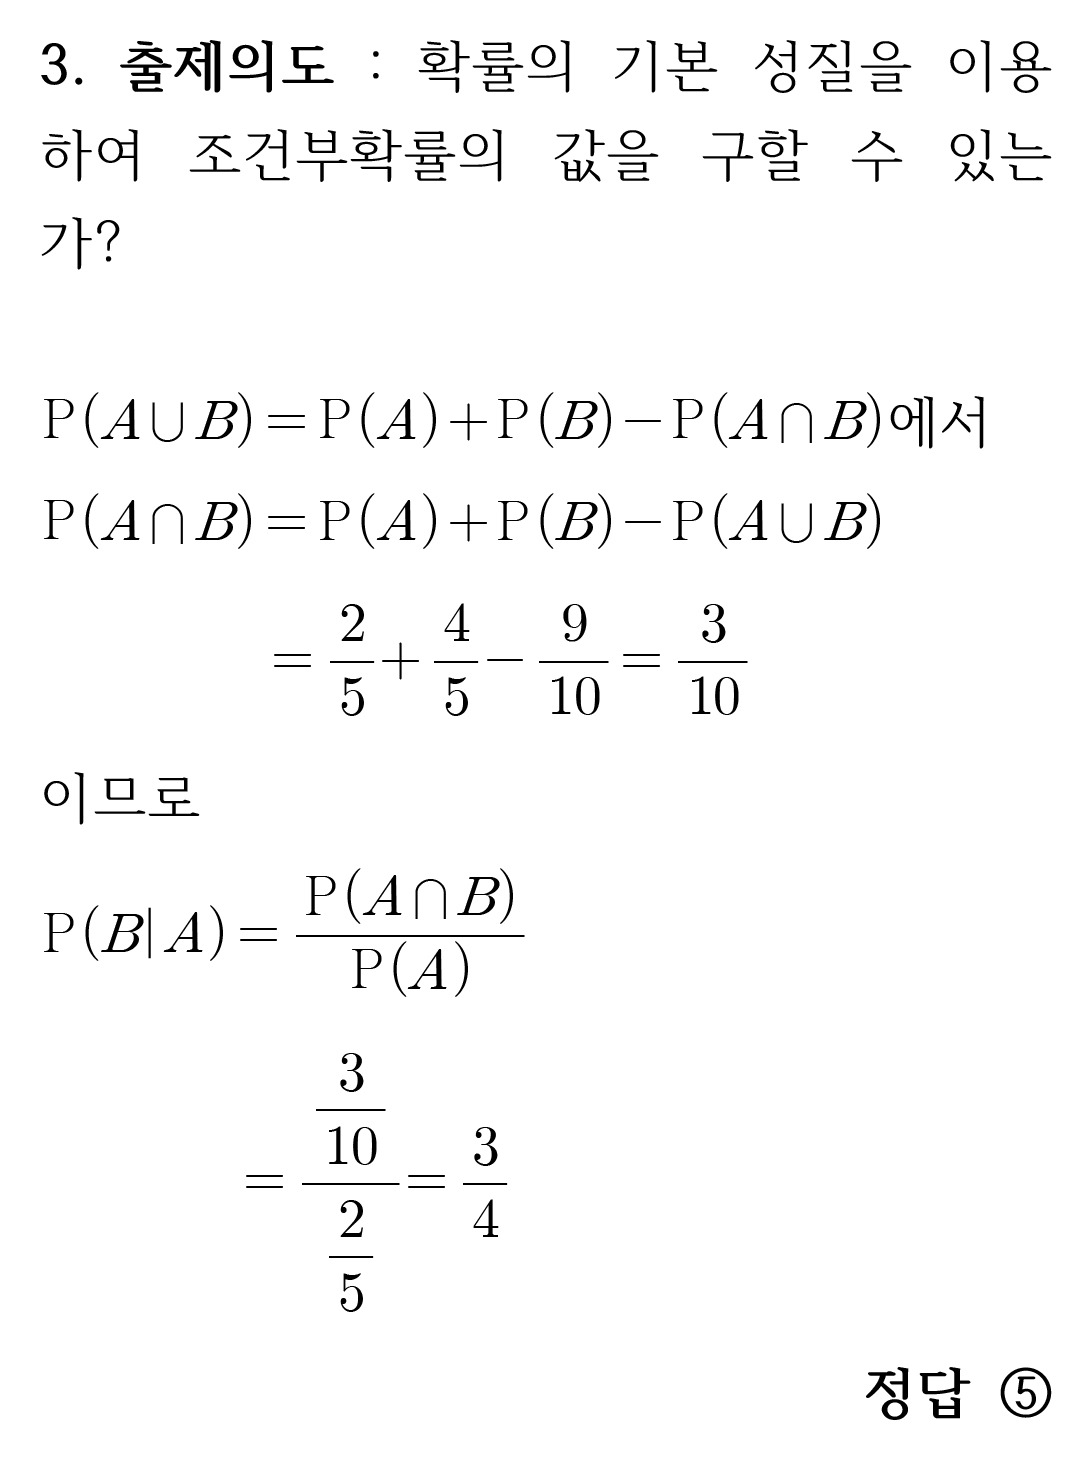 3. 출제의도 : 확률의 기본 성질을 이용
하여 조건부확률의 값을 구할 수 있는
가?
P(A∪B)=P(A)+P(B)−P(A∩B)에서
P(A∩B)=P(A)+P(B)−P(A∪B)
=2/5+4/5−9/10=3/10
이므로
P(B|A)=P(A∩B)/P(A)
=(3/10)/(2/5)=3/4
정답 ⑤